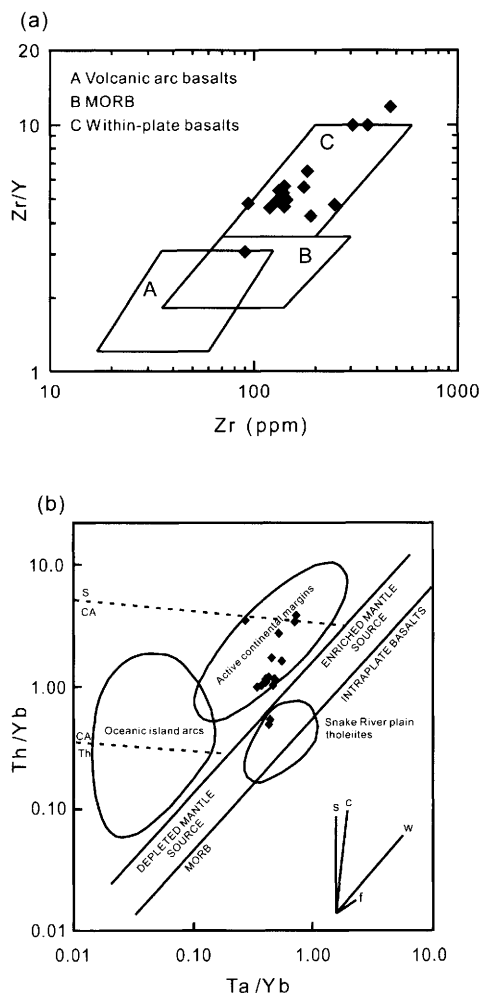 (a)
20
A Volcanic arc basalts
B MORB
C Within-plate basalts
10
C
Zr/Y
B
A
1
10
100
1000
Zr (ppm)
(b)
10.0
S
CA
Active continental margins
ENRICHED MANTLE
SOURCE
INTRAPLATE BASALTS
1.00
Th/Yb
Oceanic island arcs
Snake River plain
tholeiites
CA
Th
0.10
DEPLETED MANTLE
SOURCE
MORB
s
c
w
f
0.01
0.01
0.10
1.00
10.0
Ta/Yb